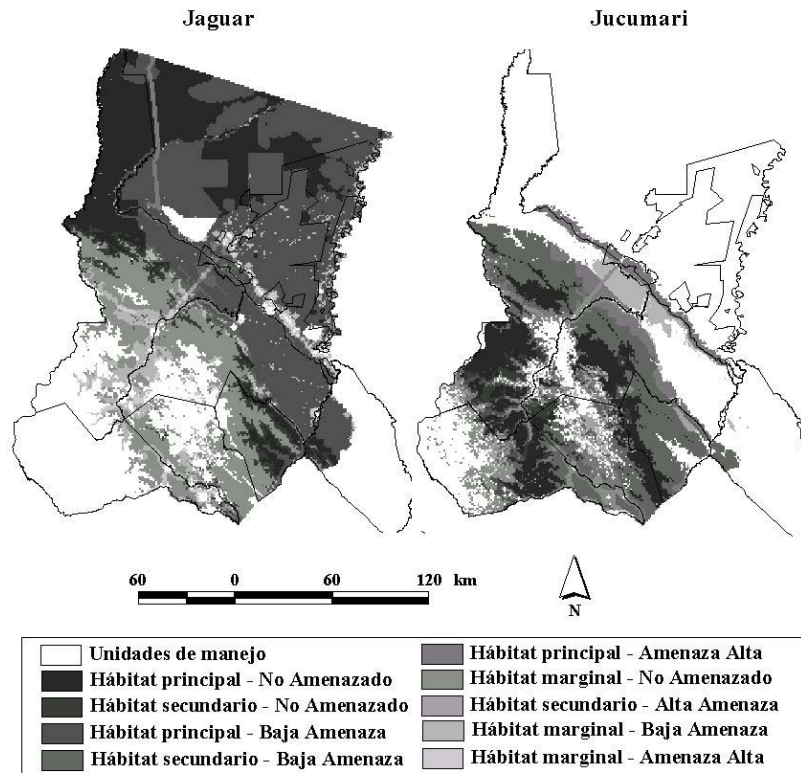 Jaguar
Jucumari
60 0 60 120 km
N
Unidades de manejo
Hábitat principal - No Amenazado
Hábitat secundario - No Amenazado
Hábitat principal - Baja Amenaza
Hábitat secundario - Baja Amenaza
Hábitat principal - Amenaza Alta
Hábitat marginal - No Amenazado
Hábitat secundario - Alta Amenaza
Hábitat marginal - Baja Amenaza
Hábitat marginal - Amenaza Alta